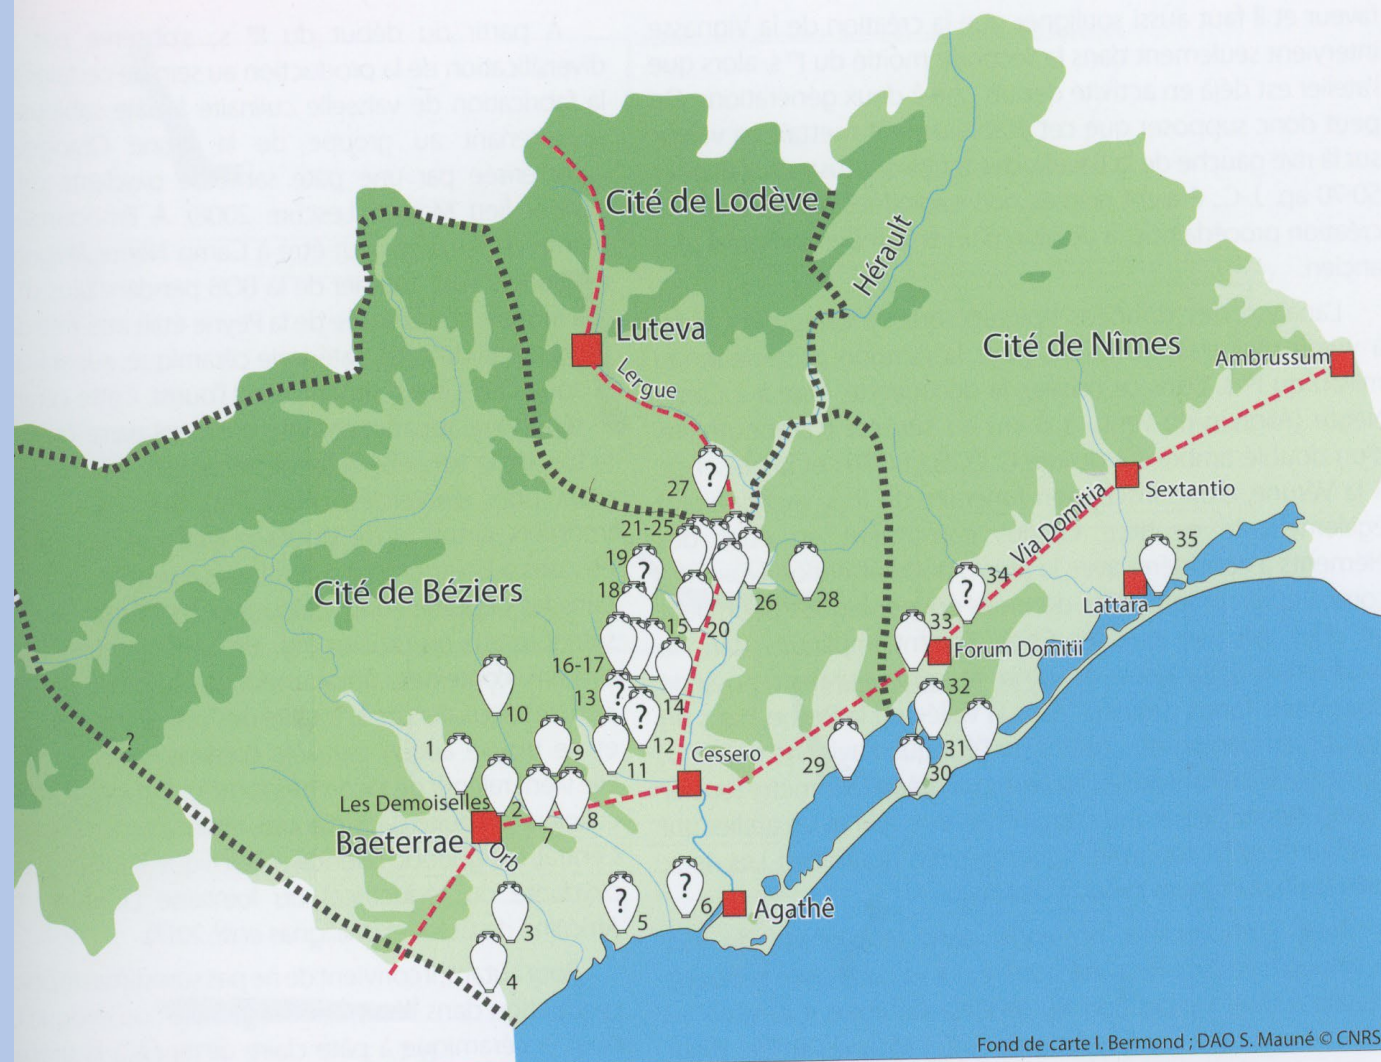 Cité de Lodève
Hérault
Luteva
Cité de Nîmes
Ambrussum
Lergue
?
27
Sextantio
Via Domitia
21-25
35
19
?
Cité de Béziers
34
?
18
26
28
Lattara
15
20
33
Forum Domitii
16-17
13
?
14
32
10
?
12
31
?
1
9
11
Cessero
29
30
Les Demoiselles
2
7
8
Baeterrae
Orb
?
?
5
6
Agathê
3
4
Fond de carte I. Bermond ; DAO S. Mauné © CNRS